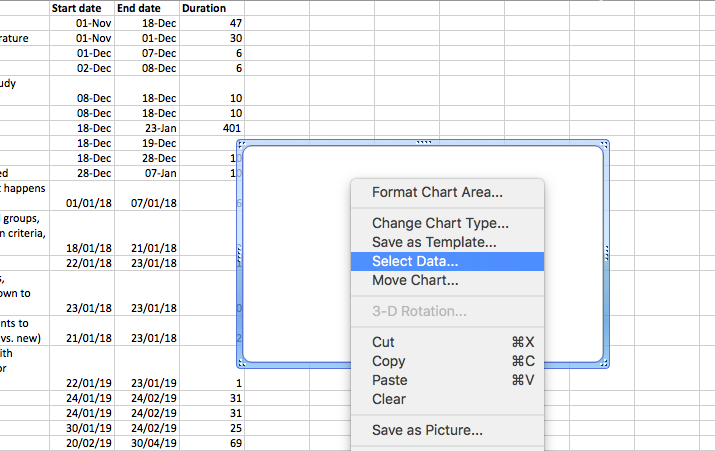 Start date End date Duration
01-Nov 18-Dec 47
rature 01-Nov 01-Dec 30
01-Dec 07-Dec 6
02-Dec 08-Dec 6
udy
08-Dec 18-Dec 10
08-Dec 18-Dec 10
18-Dec 23-Jan 401
18-Dec 19-Dec
18-Dec 28-Dec 10
ed 28-Dec 07-Jan 10
t happens
01/01/18 07/01/18 6
l groups,
n criteria,
18/01/18 21/01/18
22/01/18 23/01/18 1
s,
own to
23/01/18 23/01/18 0
nts to
vs. new) 21/01/18 23/01/18 2
ith
or
22/01/19 23/01/19 1
24/01/19 24/02/19 31
24/01/19 24/02/19 31
30/01/19 24/02/19 25
20/02/19 30/04/19 69
Format Chart Area...
Change Chart Type...
Save as Template...
Select Data...
Move Chart...
3-D Rotation...
Cut ⌘X
Copy ⌘C
Paste ⌘V
Clear
Save as Picture...